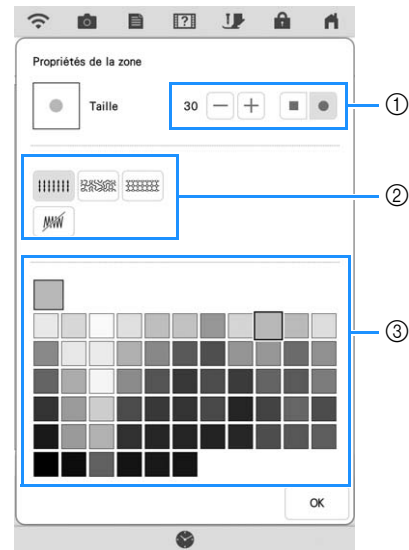 Propriétés de la zone
Taille 30
①
②
③
OK